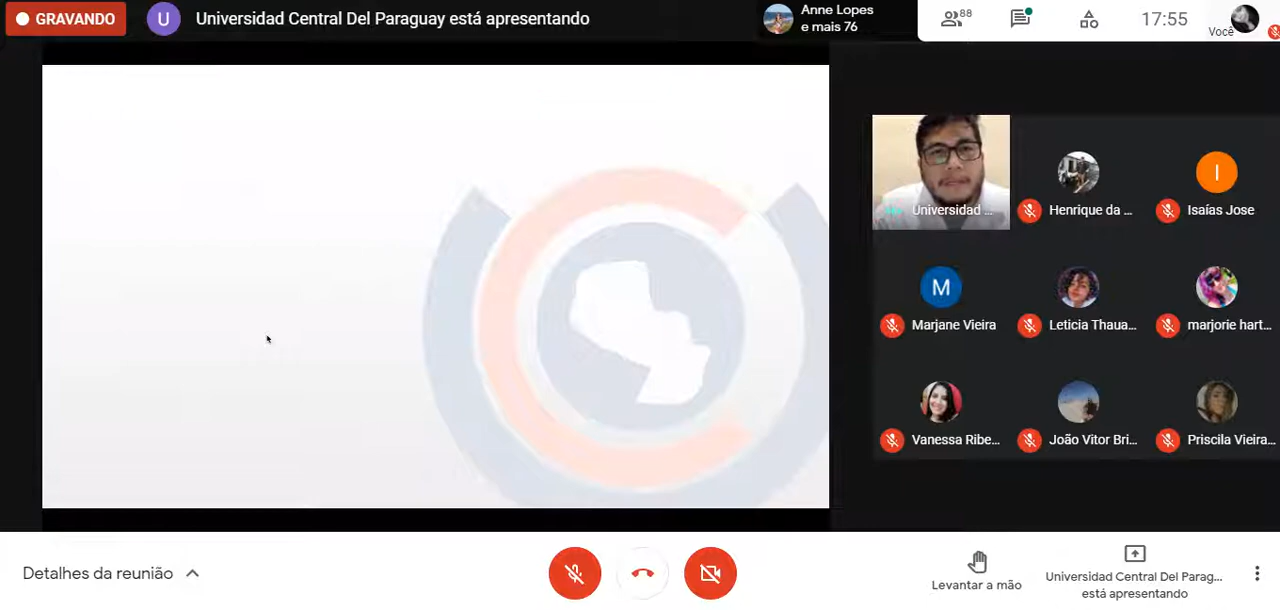 GRAVANDO
U
Universidad Central Del Paraguay está apresentando
Anne Lopes
e mais 76
88
17:55
Você
Universidad ...
Henrique da ...
I
Isaías Jose
M
Marjane Vieira
Leticia Thaua...
marjorie hart...
Vanessa Ribe...
João Vitor Bri...
Priscila Vieira...
Detalhes da reunião
Levantar a mão
Universidad Central Del Parag...
está apresentando